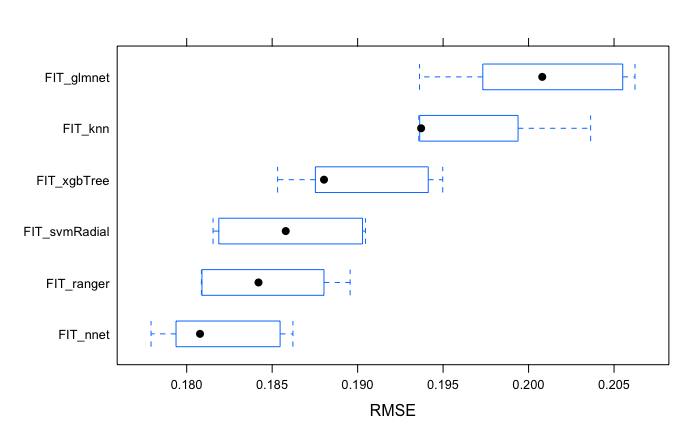 FIT_glmnet
FIT_knn
FIT_xgbTree
FIT_svmRadial
FIT_ranger
FIT_nnet
0.180 0.185 0.190 0.195 0.200 0.205
RMSE